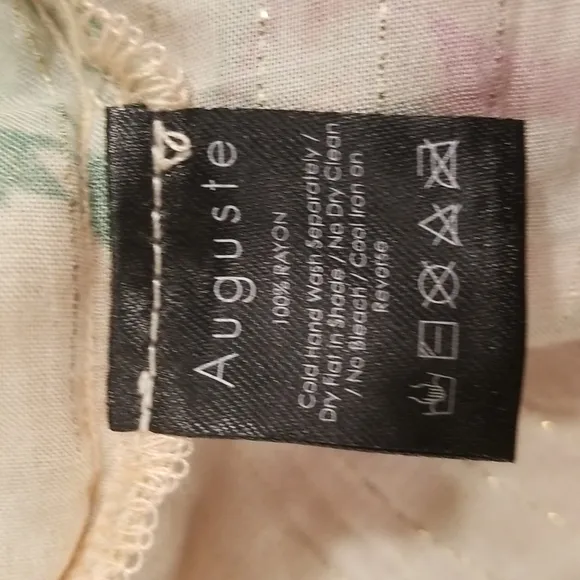 Auguste
100% RAYON
Cold Hand Wash Separately /
Dry Flat in Shade / No Dry Clean
/ No Bleach / Cool Iron on
Reverse